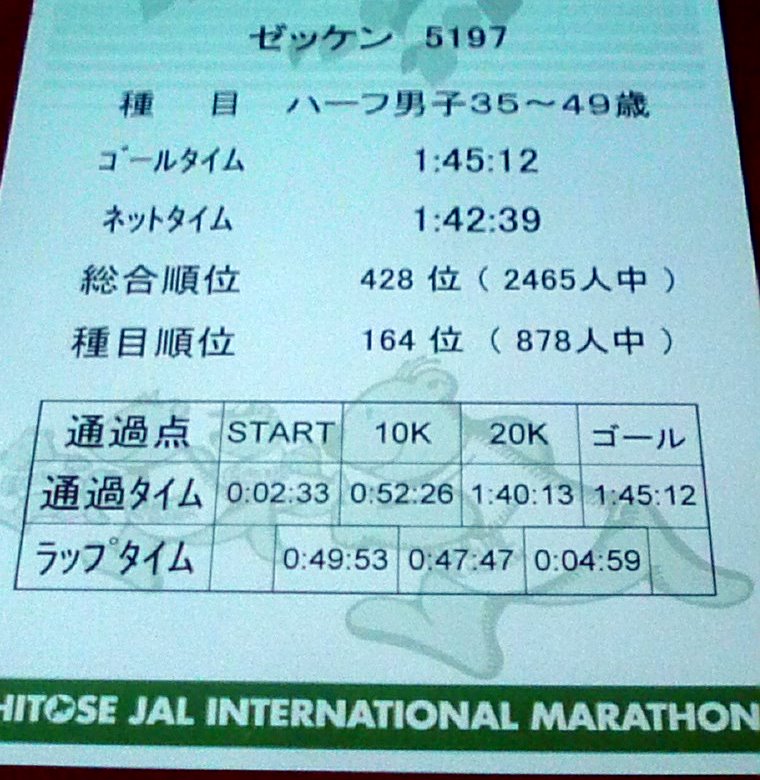 ゼッケン 5197
種 目 ハーフ男子35～49歳
ゴールタイム 1:45:12
ネットタイム 1:42:39
総合順位 428 位 ( 2465人中 )
種目順位 164 位 ( 878人中 )
通過点 START 10K 20K ゴール
通過タイム 0:02:33 0:52:26 1:40:13 1:45:12
ラップタイム 0:49:53 0:47:47 0:04:59
HITOSE JAL INTERNATIONAL MARATHON